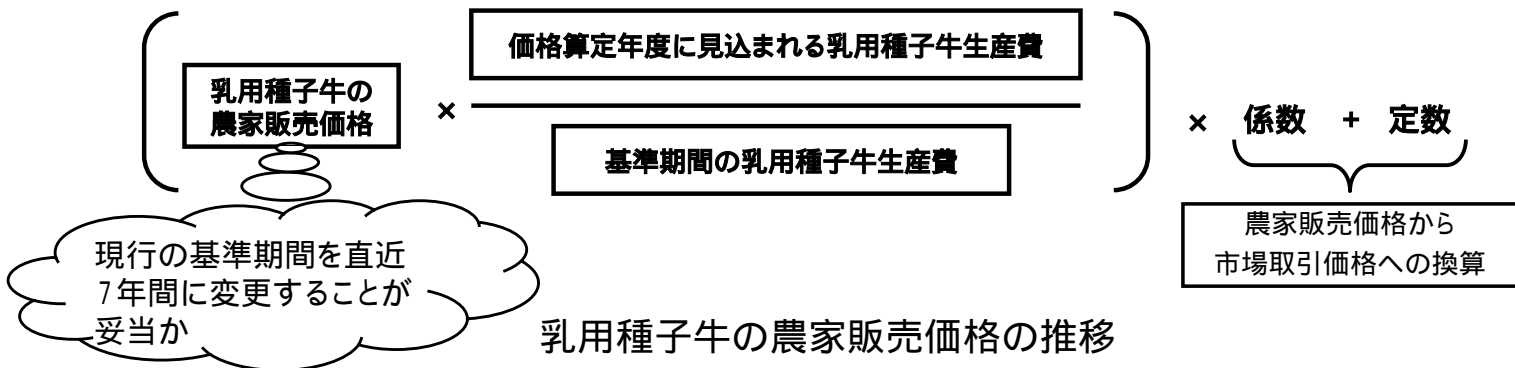 価格算定年度に見込まれる乳用種子牛生産費
乳用種子牛の
農家販売価格
×
基準期間の乳用種子牛生産費
× 係数 + 定数
農家販売価格から
市場取引価格への換算
現行の基準期間を直近
7年間に変更することが
妥当か
乳用種子牛の農家販売価格の推移